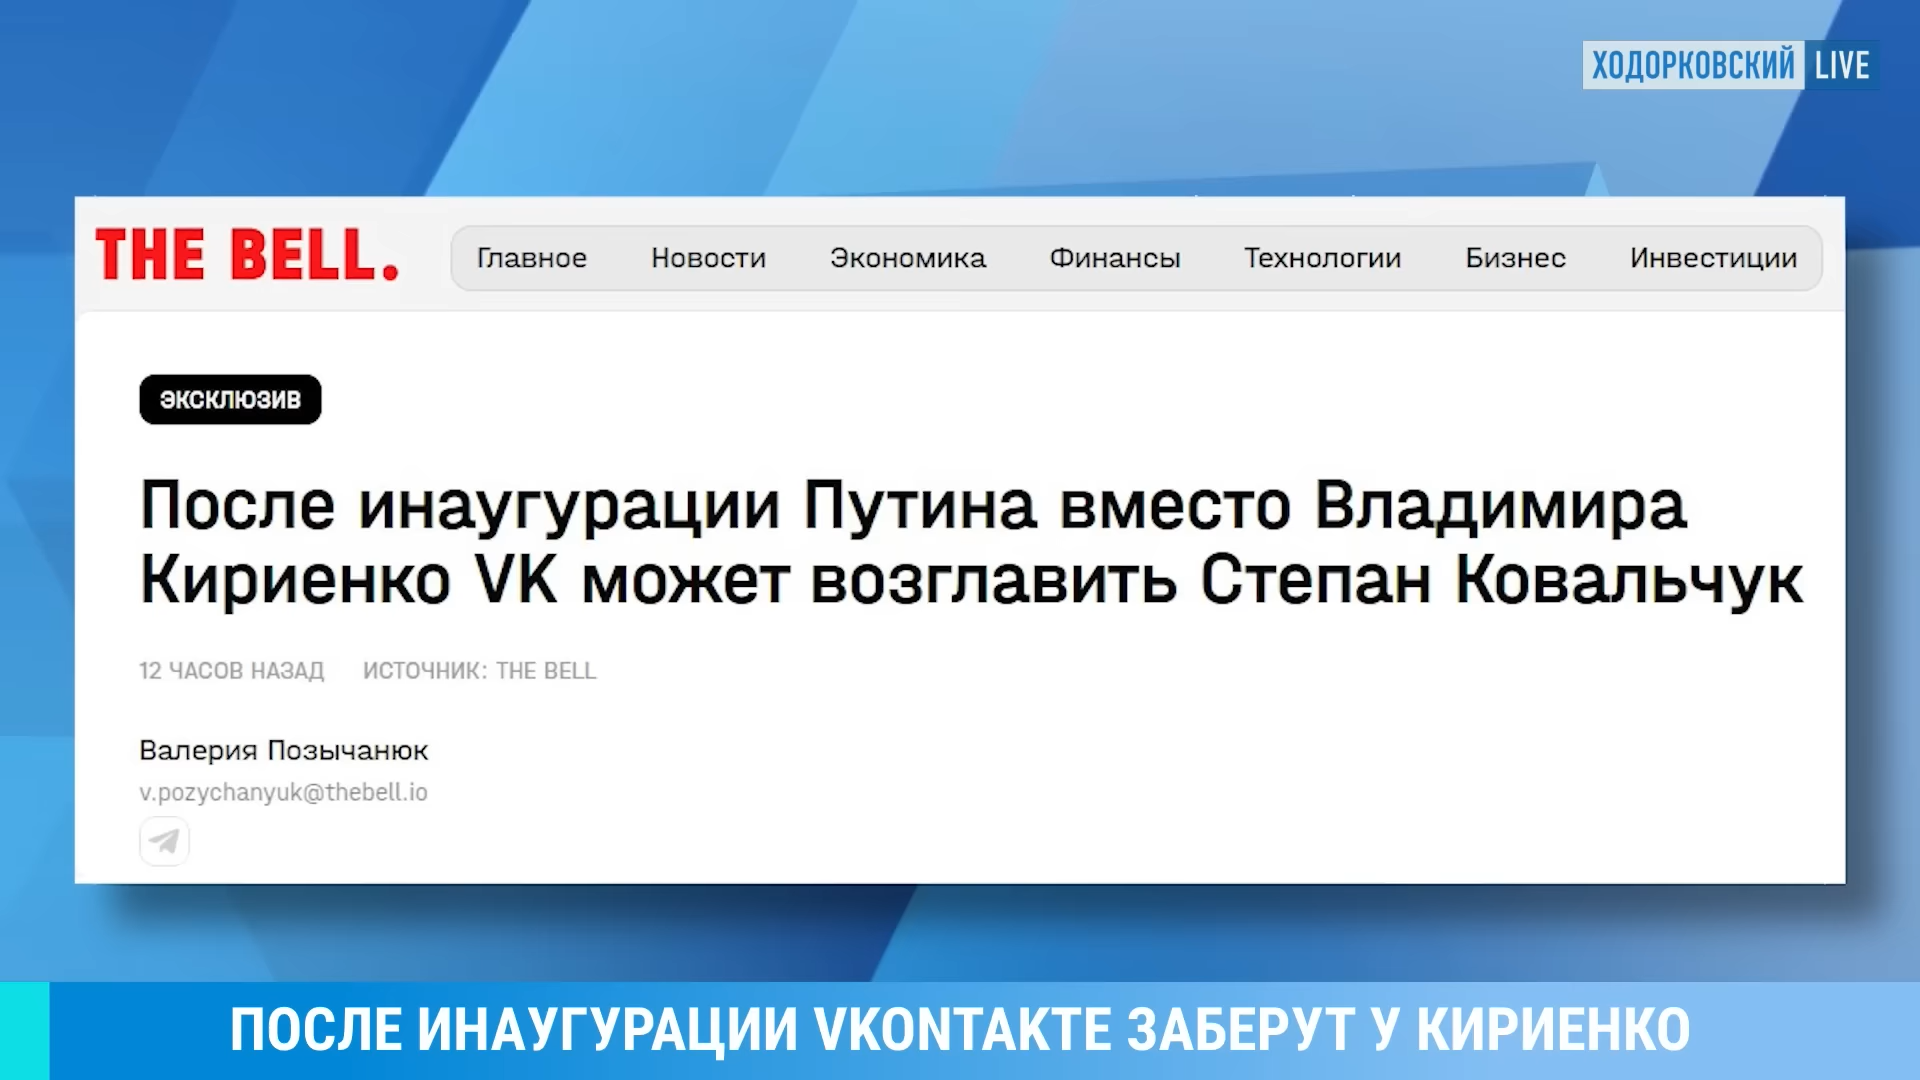 ХОДОРКОВСКИЙ LIVE
THE BELL.
Главное Новости Экономика Финансы Технологии Бизнес Инвестиции
ЭКСКЛЮЗИВ
После инаугурации Путина вместо Владимира
Кириенко VK может возглавить Степан Ковальчук
12 ЧАСОВ НАЗАД ИСТОЧНИК: THE BELL
Валерия Позычанюк
v.pozychanyuk@thebell.io
ПОСЛЕ ИНАУГУРАЦИИ VKONTAKTE ЗАБЕРУТ У КИРИЕНКО